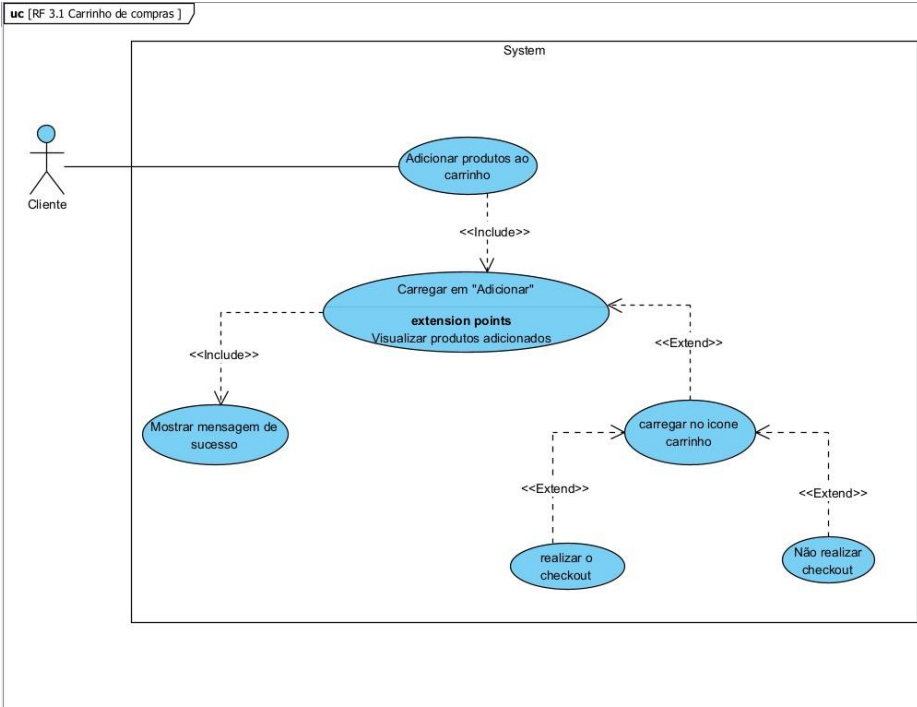 uc [RF 3.1 Carrinho de compras ]
System
Cliente
Adicionar produtos ao
carrinho
<<Include>>
Carregar em "Adicionar"
extension points
Visualizar produtos adicionados
<<Include>>
<<Extend>>
Mostrar mensagem de
sucesso
carregar no icone
carrinho
<<Extend>>
<<Extend>>
realizar o
checkout
Não realizar
checkout